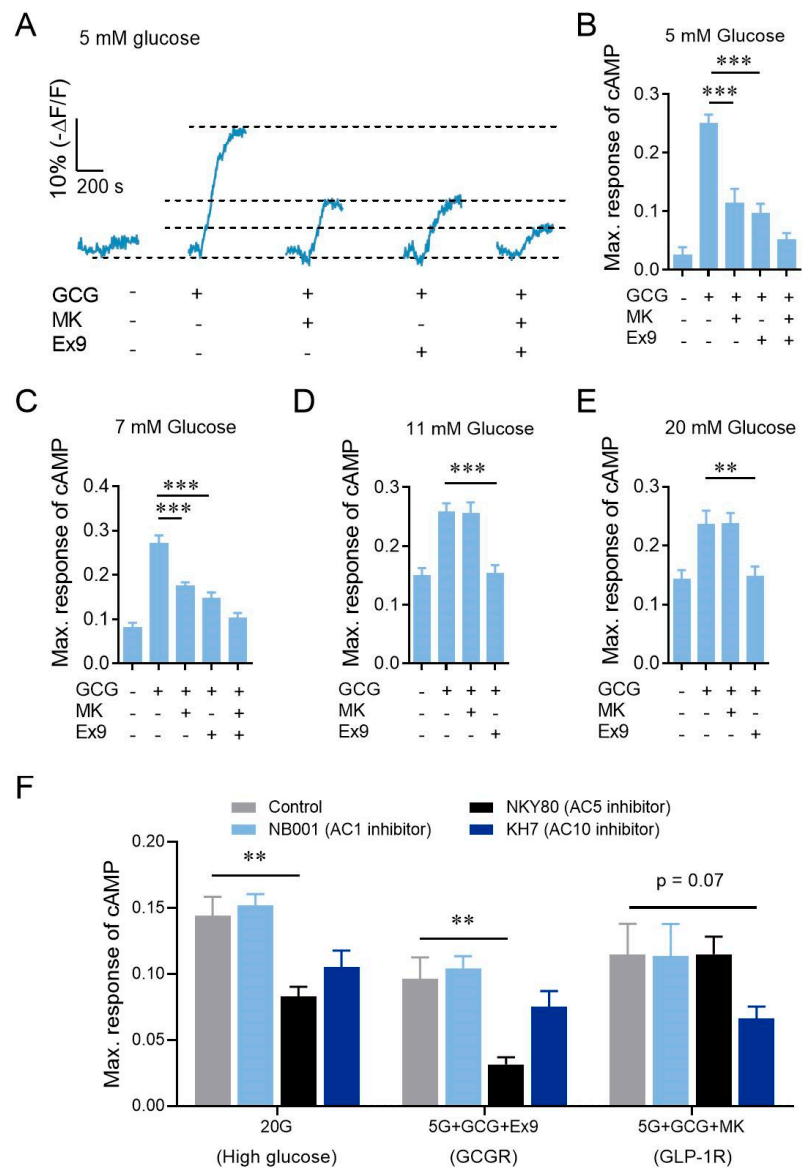 A
5 mM glucose
10% (-ΔF/F)
200 s
GCG - + + + +
MK - - + - +
Ex9 - - - + +
B
5 mM Glucose
Max. response of cAMP
***
***
0.3
0.2
0.1
0.0
GCG - + + + +
MK - - + - +
Ex9 - - - + +
C
7 mM Glucose
Max. response of cAMP
***
***
0.4
0.3
0.2
0.1
0.0
GCG - + + + +
MK - - + - +
Ex9 - - - + +
D
11 mM Glucose
Max. response of cAMP
***
0.3
0.2
0.1
0.0
GCG - + + +
MK - - + -
Ex9 - - - +
E
20 mM Glucose
Max. response of cAMP
**
0.3
0.2
0.1
0.0
GCG - + + +
MK - - + -
Ex9 - - - +
F
Control
NB001 (AC1 inhibitor)
NKY80 (AC5 inhibitor)
KH7 (AC10 inhibitor)
Max. response of cAMP
0.20
0.15
0.10
0.05
0.00
**
**
p = 0.07
20G 5G+GCG+Ex9 5G+GCG+MK
(High glucose) (GCGR) (GLP-1R)